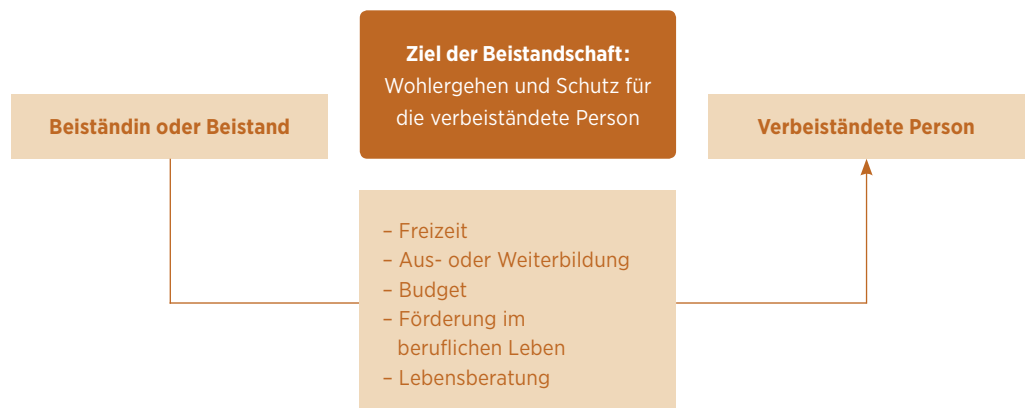 Ziel der Beistandschaft:
Wohlergehen und Schutz für
die verbeiständete Person
Beiständin oder Beistand
Verbeiständete Person
– Freizeit
– Aus- oder Weiterbildung
– Budget
– Förderung im
beruflichen Leben
– Lebensberatung